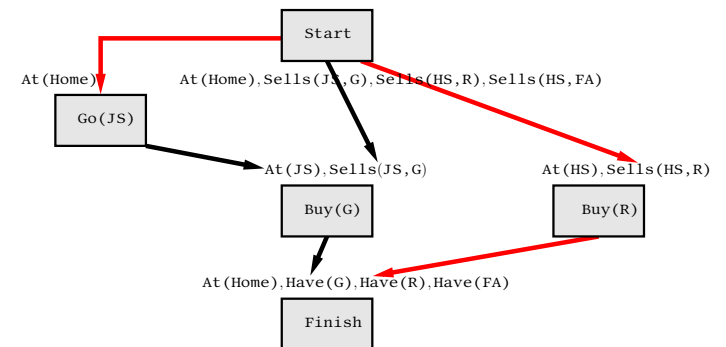 Start
At(Home)
At(Home),Sells(JS,G),Sells(HS,R),Sells(HS,FA)
Go(JS)
At(JS),Sells(JS,G)
At(HS),Sells(HS,R)
Buy(G)
Buy(R)
At(Home),Have(G),Have(R),Have(FA)
Finish